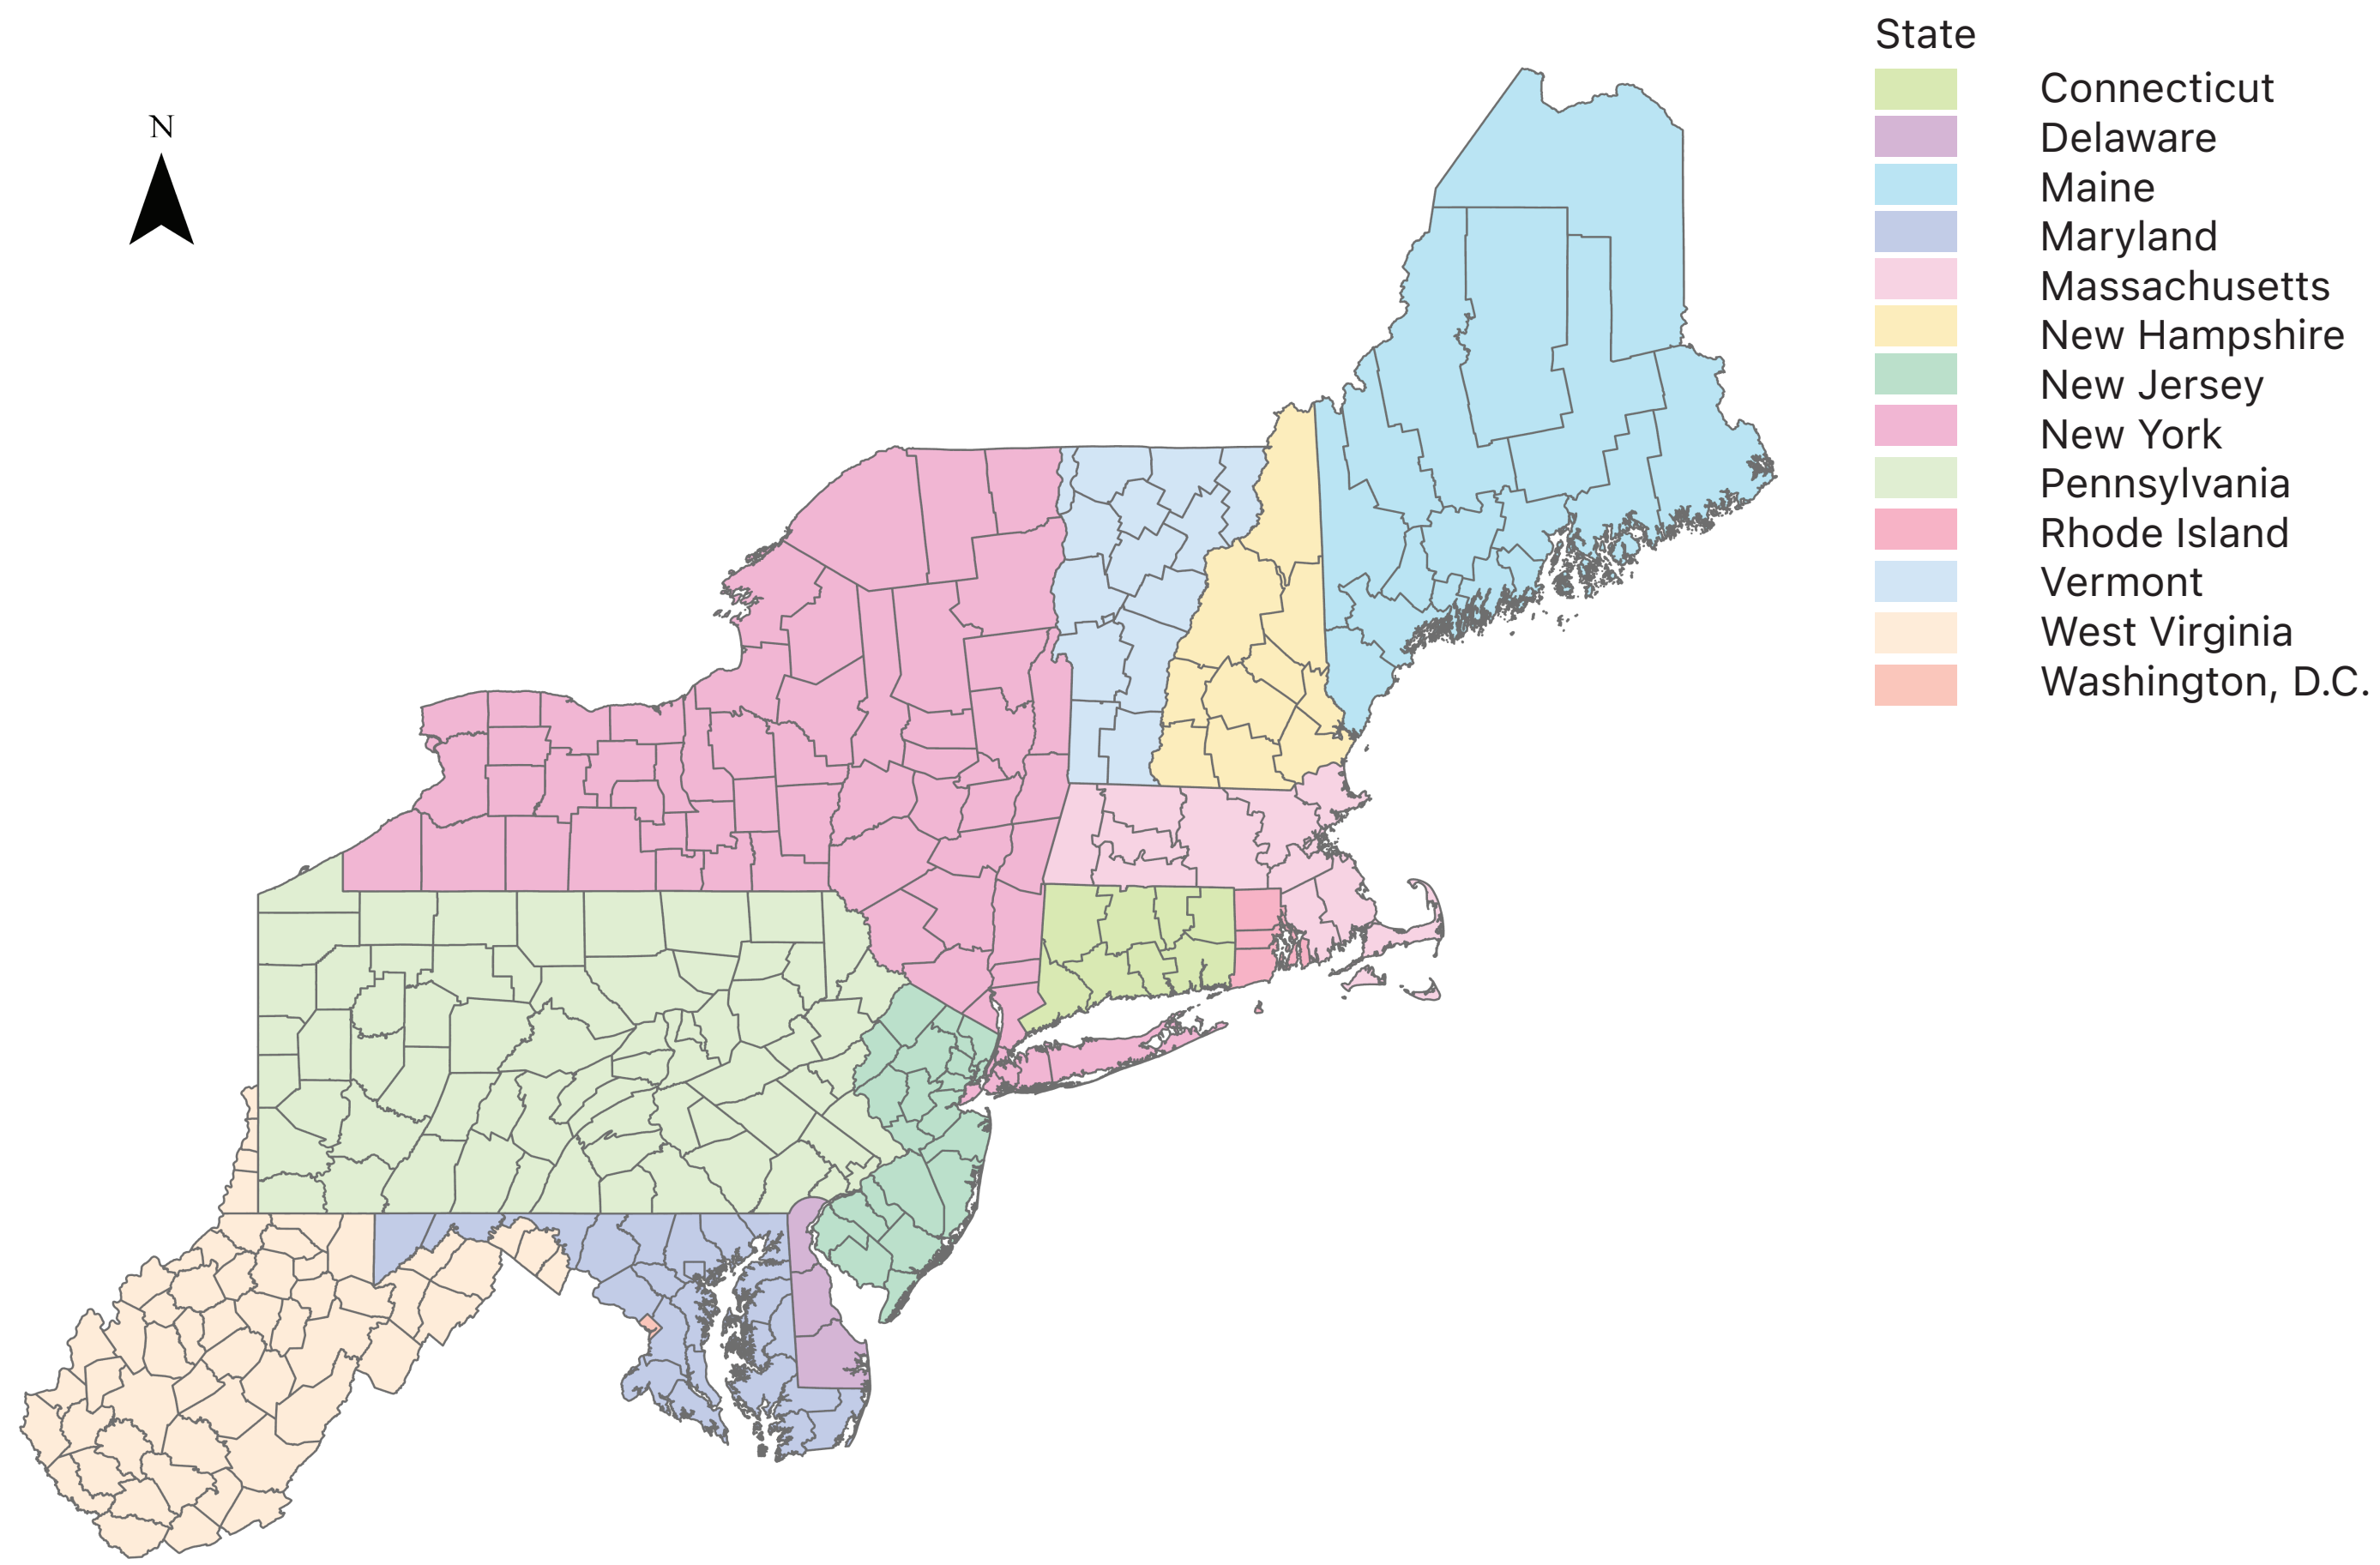 N
State
Connecticut
Delaware
Maine
Maryland
Massachusetts
New Hampshire
New Jersey
New York
Pennsylvania
Rhode Island
Vermont
West Virginia
Washington, D.C.